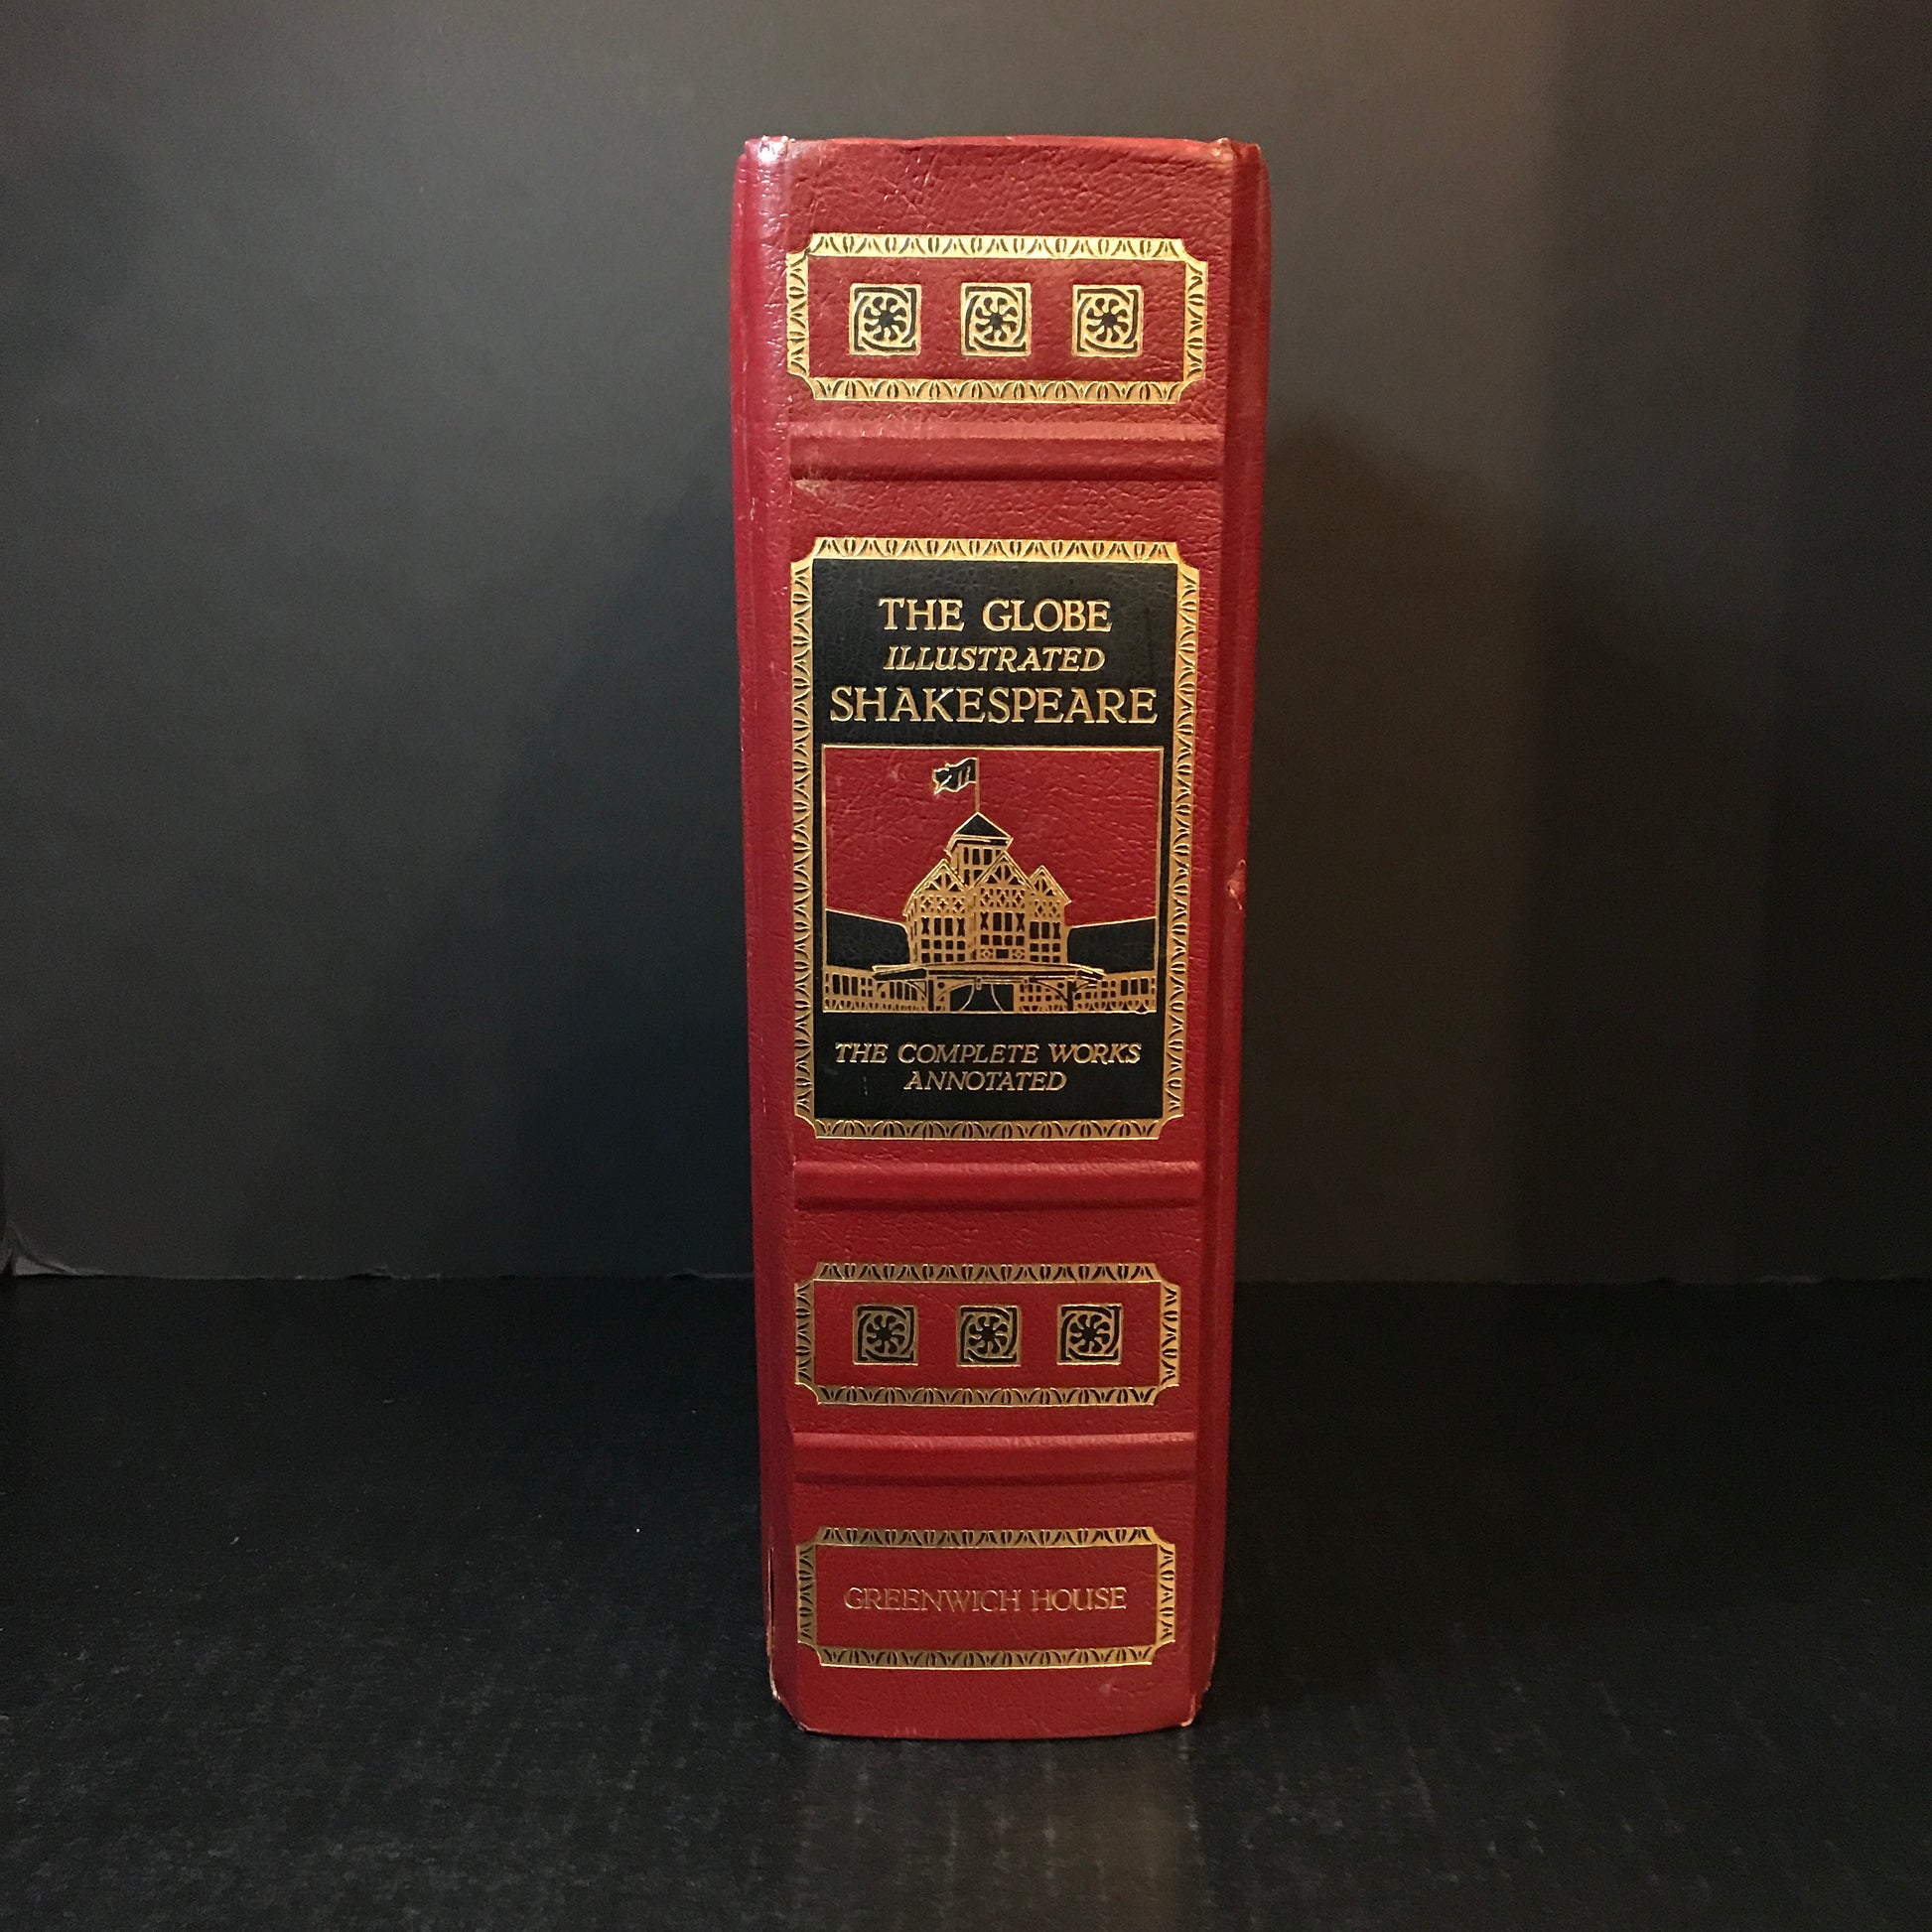 THE GLOBE
ILLUSTRATED
SHAKESPEARE
THE COMPLETE WORKS
ANNOTATED
GREENWICH HOUSE